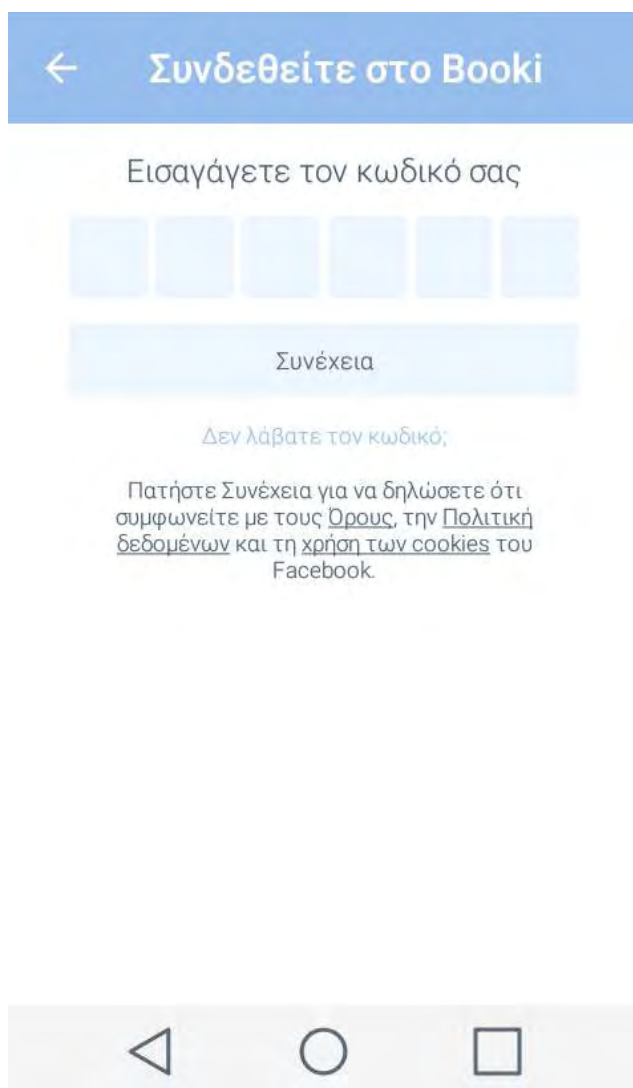 Συνδεθείτε στο Booki
Εισαγάγετε τον κωδικό σας
Συνέχεια
Δεν λάβατε τον κωδικό;
Πατήστε Συνέχεια για να δηλώσετε ότι
συμφωνείτε με τους Όρους, την Πολιτική
δεδομένων και τη χρήση των cookies του
Facebook.